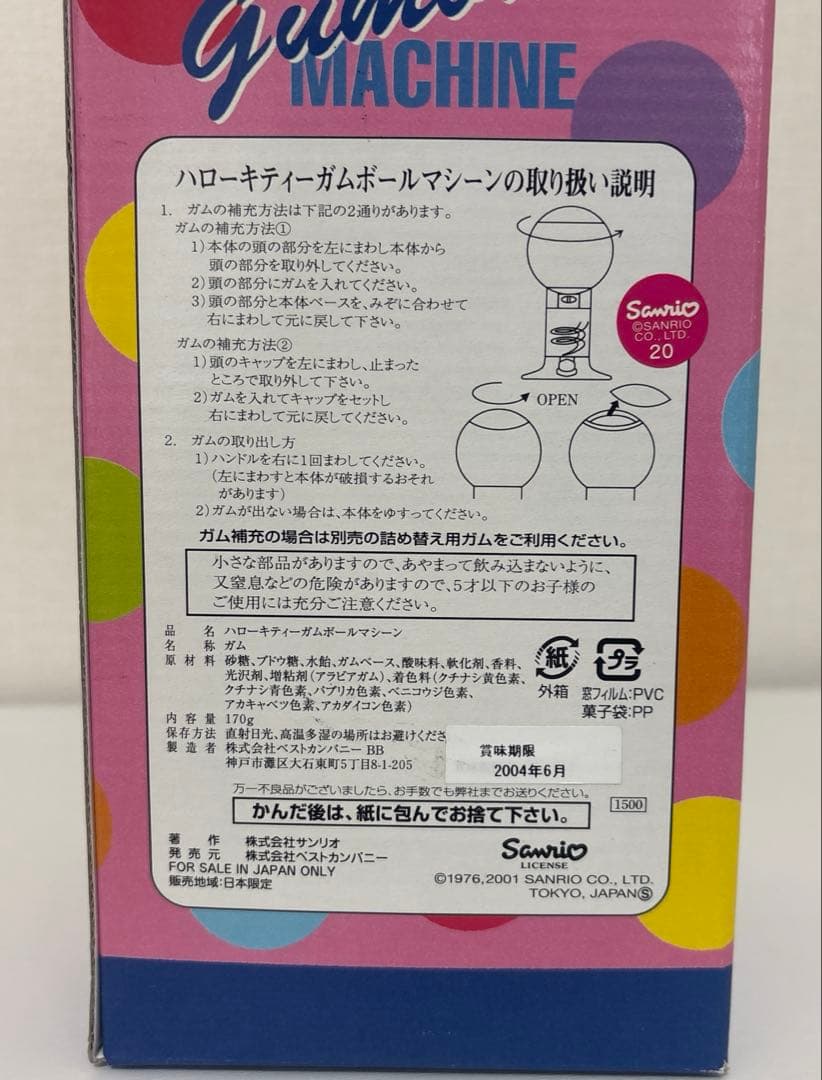 MACHINE
ハローキティーガムボールマシーンの取り扱い説明
1. ガムの補充方法は下記の2通りがあります。
ガムの補充方法①
1)本体の頭の部分を左にまわし本体から
頭の部分を取り外してください。
2)頭の部分にガムを入れてください。
3)頭の部分と本体ベースを、みぞに合わせて
右にまわして元に戻して下さい。
ガムの補充方法②
1)頭のキャップを左にまわし、止まった
ところで取り外して下さい。
2)ガムを入れてキャップをセットし
右にまわして元に戻してください。
Sanrio
©SANRIO
CO., LTD.
20
OPEN
2. ガムの取り出し方
1)ハンドルを右に1回まわしてください。
(左にまわすと本体が破損するおそれ
があります)
2)ガムが出ない場合は、本体をゆすってください。
ガム補充の場合は別売の詰め替え用ガムをご利用ください。
小さな部品がありますので、あやまって飲み込まないように、
又窒息などの危険がありますので、5才以下のお子様の
ご使用には充分ご注意ください。
品名 ハローキティーガムボールマシーン
名称 ガム
原材料 砂糖、ブドウ糖、水飴、ガムベース、酸味料、軟化剤、香料、
光沢剤、増粘剤(アラビアガム)、着色料(クチナシ黄色素、
クチナシ青色素、パプリカ色素、ベニコウジ色素、
アカキャベツ色素、アカダイコン色素)
内容量 170g
保存方法 直射日光、高温多湿の場所はお避けくださ
製造者 株式会社ベストカンパニー BB
神戸市灘区大石東町5丁目8-1-205
紙
外箱
プラ
窓フィルム:PVC
菓子袋:PP
賞味期限
2004年6月
万一不良品がございましたら、お手数でも弊社までお送りください。
かんだ後は、紙に包んでお捨て下さい。
1500
著作 株式会社サンリオ
発売元 株式会社ベストカンパニー
FOR SALE IN JAPAN ONLY
販売地域:日本限定
Sanrio
LICENSE
©1976,2001 SANRIO CO., LTD.
TOKYO, JAPANⓈ